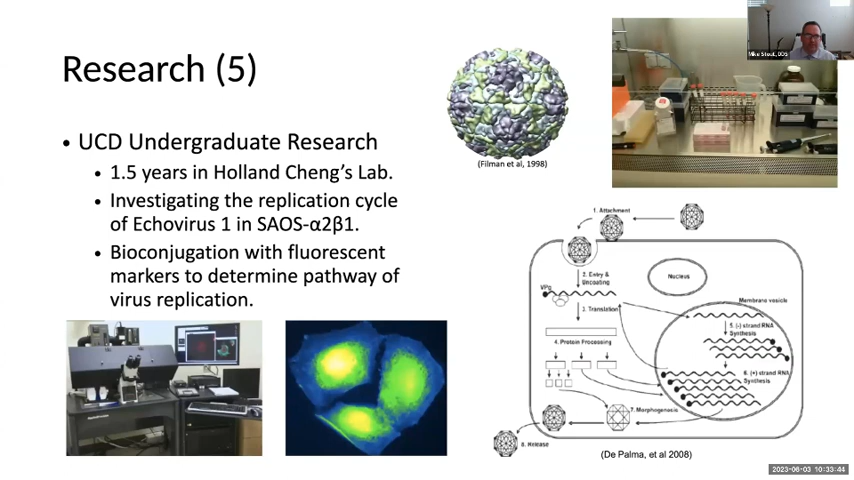 Research (5)
• UCD Undergraduate Research
• 1.5 years in Holland Cheng's Lab.
• Investigating the replication cycle
of Echovirus 1 in SAOS-α2β1.
• Bioconjugation with fluorescent
markers to determine pathway of
virus replication.
(Filman et al, 1998)
Mike Stout, DDS
1. Attachment
2. Entry &
Uncoating
Nucleus
VPg
3. Translation
Membrane vesicle
5. (-) strand RNA
Synthesis
4. Protein Processing
6. (+) strand RNA
Synthesis
7. Morphogenesis
8. Release
(De Palma, et al 2008)
2023-06-03 10:33:44